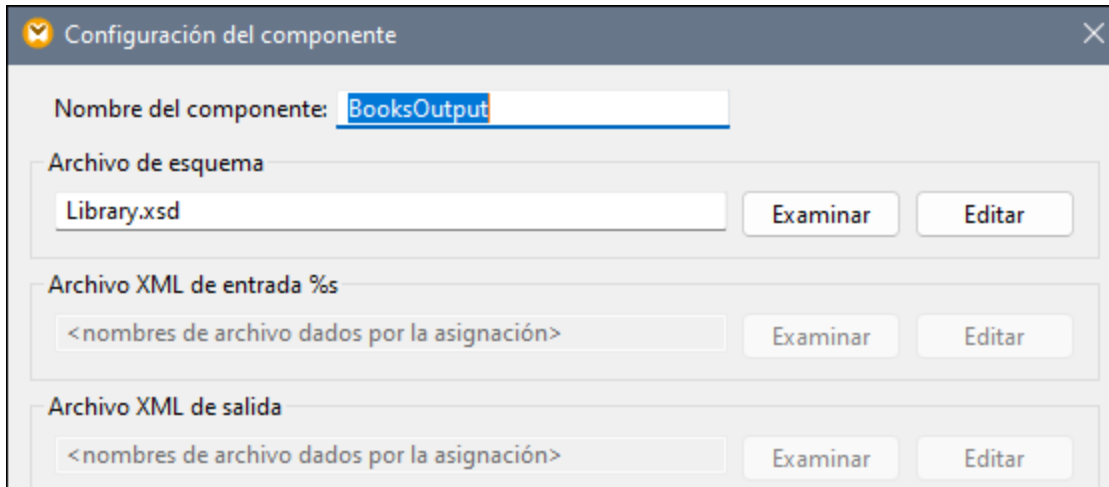 Configuración del componente
Nombre del componente: BooksOutput
Archivo de esquema
Library.xsd Examinar Editar
Archivo XML de entrada %s
<nombres de archivo dados por la asignación> Examinar Editar
Archivo XML de salida
<nombres de archivo dados por la asignación> Examinar Editar